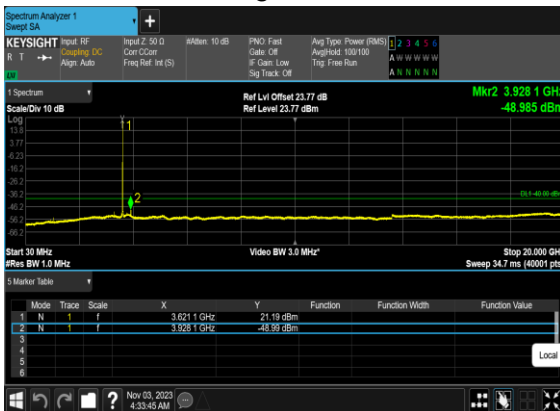 Spectrum Analyzer 1
Swept SA
+
KEYSIGHT Input: RF Input Z: 50 Ω #Atten: 10 dB PNO: Fast Avg Type: Power (RMS) 1 2 3 4 5 6
R T Coupling: DC Corr CCorr Gate: Off Avg|Hold: 100/100 A W W W W W
Align: Auto Freq Ref: Int (S) IF Gain: Low Trig: Free Run
Sig Track: Off A N N N N N
1 Spectrum Ref Lvl Offset 23.77 dB Mkr2 3.928 1 GHz
Scale/Div 10 dB Ref Level 23.77 dBm -48.985 dBm
Log
1
13.8
3.77
-6.23
-16.2
-26.2
-36.2 2 DL1 -40.00 dBm
-46.2
-56.2
-66.2
Start 30 MHz Video BW 3.0 MHz* Stop 20.000 GHz
#Res BW 1.0 MHz Sweep 34.7 ms (40001 pts
5 Marker Table
Mode Trace Scale X Y Function Function Width Function Value
1 N 1 f 3.621 1 GHz 21.19 dBm
2 N 1 f 3.928 1 GHz -48.99 dBm
3
4
5
6
Local
? Nov 03, 2023
4:33:45 AM